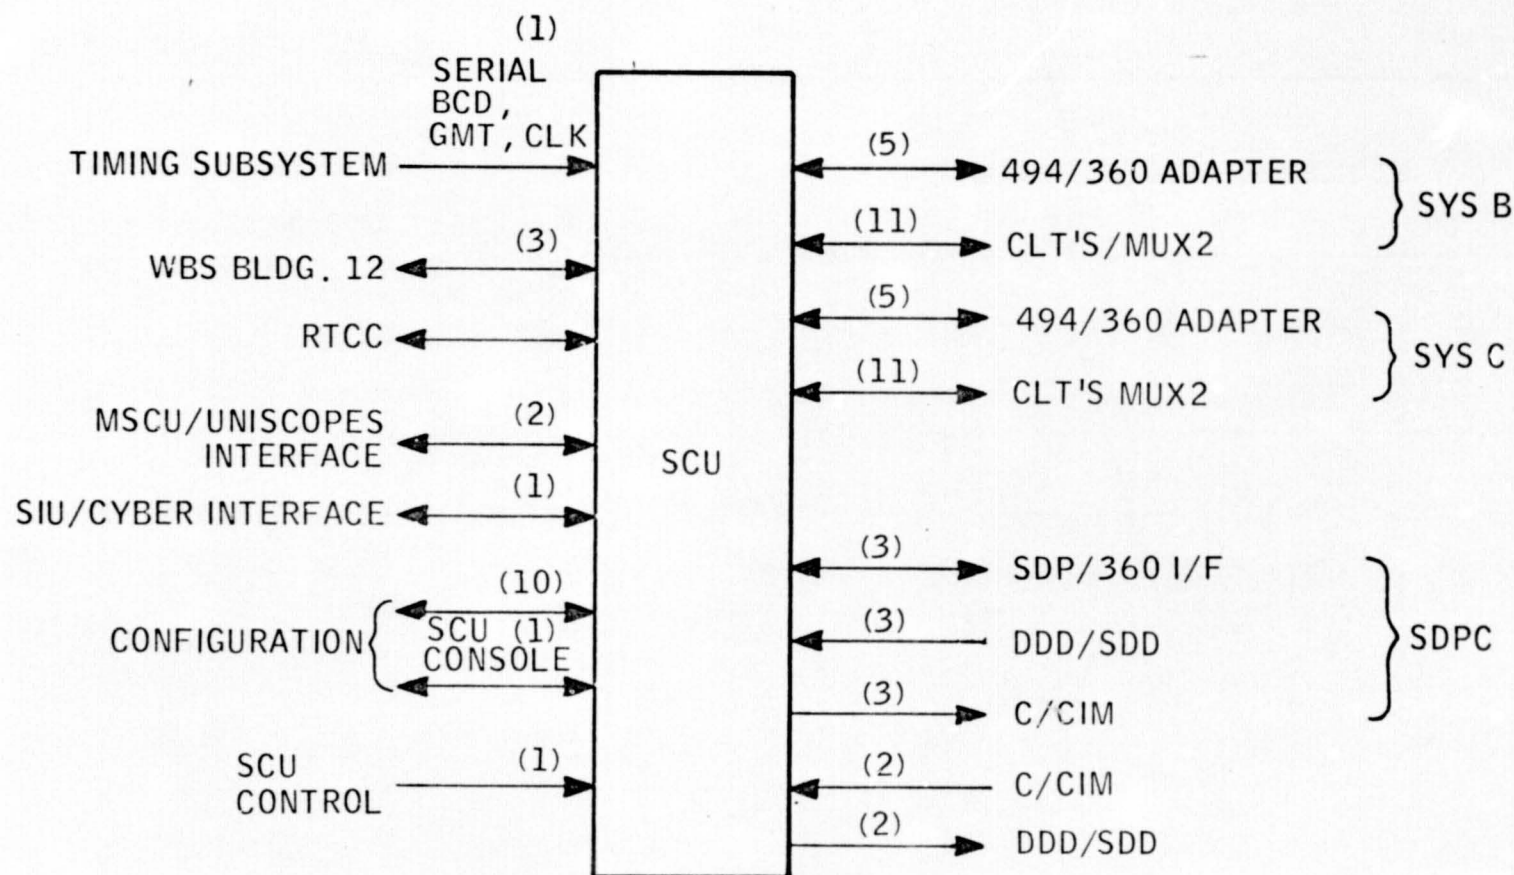 (1)
SERIAL
BCD,
GMT, CLK
TIMING SUBSYSTEM
(3)
WBS BLDG. 12
RTCC
(2)
MSCU/UNISCOPES
INTERFACE
(1)
SIU/CYBER INTERFACE
(10)
CONFIGURATION
SCU (1)
CONSOLE
(1)
SCU
CONTROL
SCU
(5)
494/360 ADAPTER
(11)
CLT'S/MUX2
SYS B
(5)
494/360 ADAPTER
(11)
CLT'S MUX2
SYS C
(3)
SDP/360 I/F
(3)
DDD/SDD
(3)
C/CIM
SDPC
(2)
C/CIM
(2)
DDD/SDD